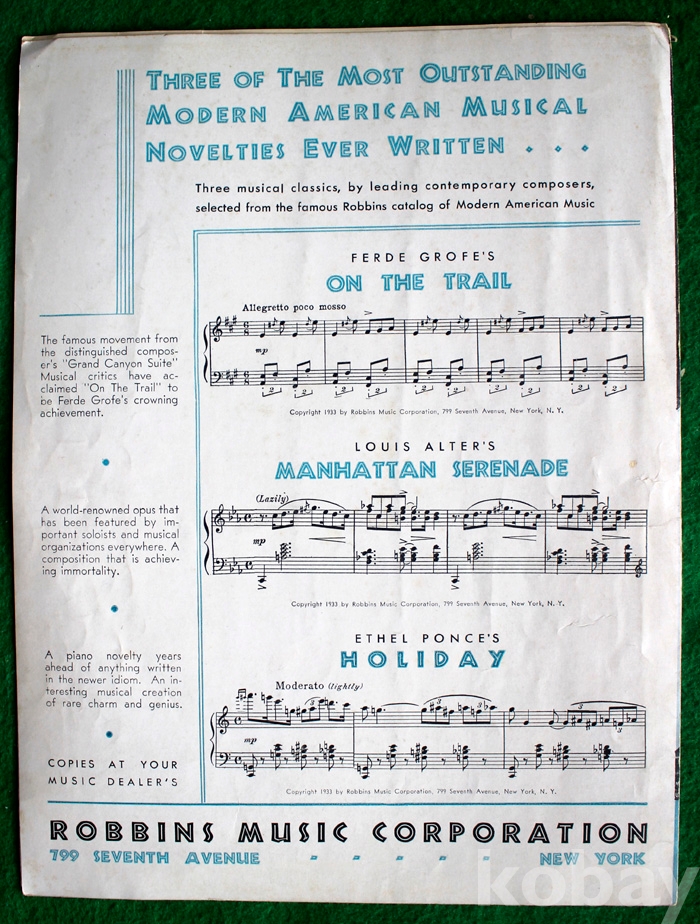 THREE OF THE MOST OUTSTANDING
MODERN AMERICAN MUSICAL
NOVELTIES EVER WRITTEN . . .
Three musical classics, by leading contemporary composers,
selected from the famous Robbins catalog of Modern American Music
FERDE GROFE'S
ON THE TRAIL
Allegretto poco mosso
mp
Copyright 1933 by Robbins Music Corporation, 799 Seventh Avenue, New York, N. Y.
The famous movement from
the distinguished compos-
er's "Grand Canyon Suite"
Musical critics have ac-
claimed "On The Trail" to
be Ferde Grofe's crowning
achievement.
LOUIS ALTER'S
MANHATTAN SERENADE
(Lazily)
mp
Copyright 1933 by Robbins Music Corporation, 799 Seventh Avenue, New York, N. Y.
A world-renowned opus that
has been featured by im-
portant soloists and musical
organizations everywhere. A
composition that is achiev-
ing immortality.
ETHEL PONCE'S
HOLIDAY
Moderato (lightly)
mp
Copyright 1933 by Robbins Music Corporation, 799 Seventh Avenue, New York, N. Y.
A piano novelty years
ahead of anything written
in the newer idiom. An in-
teresting musical creation
of rare charm and genius.
COPIES AT YOUR
MUSIC DEALER'S
ROBBINS MUSIC CORPORATION
799 SEVENTH AVENUE - - - - - NEW YORK
kobay